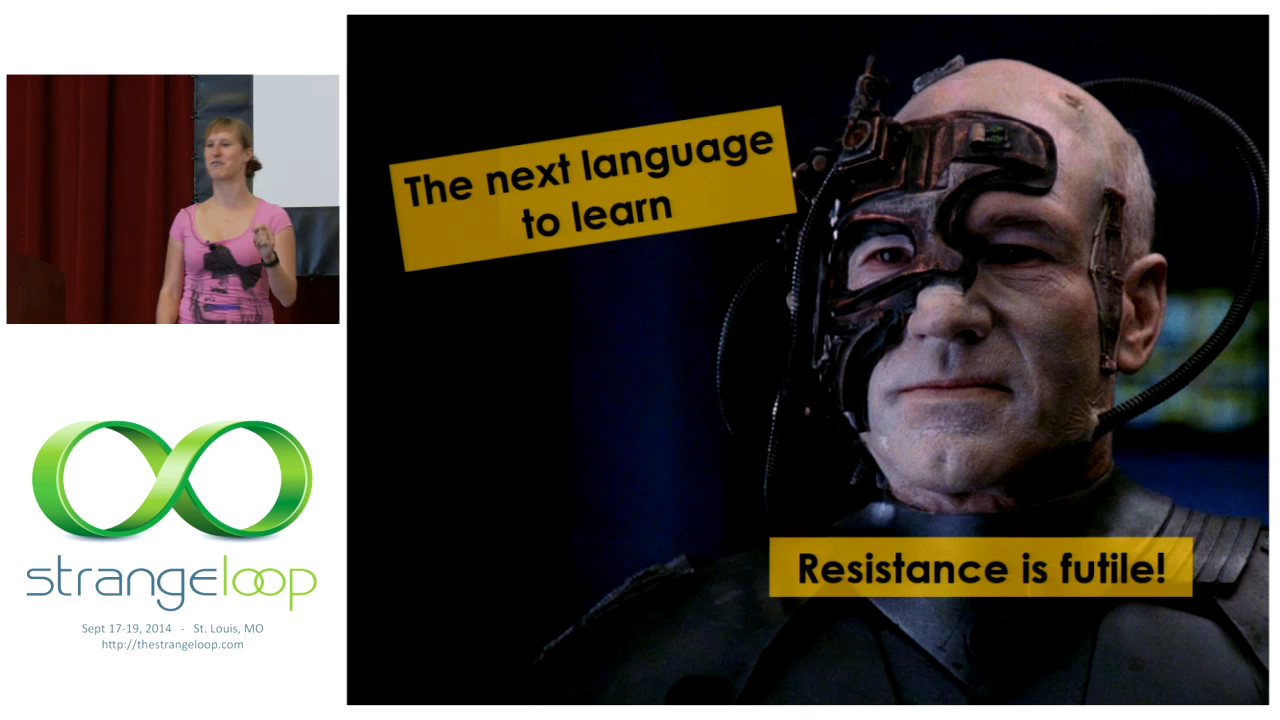 The next language
to learn
Resistance is futile!
strangeloop
Sept 17-19, 2014 - St. Louis, MO
http://thestrangeloop.com